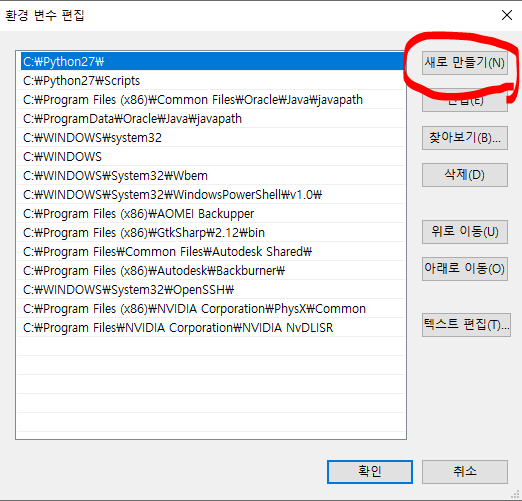 환경 변수 편집
C:₩Python27₩
C:₩Python27₩Scripts
C:₩Program Files (x86)₩Common Files₩Oracle₩Java₩javapath
C:₩ProgramData₩Oracle₩Java₩javapath
C:₩WINDOWS₩system32
C:₩WINDOWS
C:₩WINDOWS₩System32₩Wbem
C:₩WINDOWS₩System32₩WindowsPowerShell₩v1.0₩
C:₩Program Files (x86)₩AOMEI Backupper
C:₩Program Files (x86)₩GtkSharp₩2.12₩bin
C:₩Program Files₩Common Files₩Autodesk Shared₩
C:₩Program Files (x86)₩Autodesk₩Backburner₩
C:₩WINDOWS₩System32₩OpenSSH₩
C:₩Program Files (x86)₩NVIDIA Corporation₩PhysX₩Common
C:₩Program Files₩NVIDIA Corporation₩NVIDIA NvDLISR
새로 만들기(N)
편집(E)
찾아보기(B)...
삭제(D)
위로 이동(U)
아래로 이동(O)
텍스트 편집(T)...
확인
취소